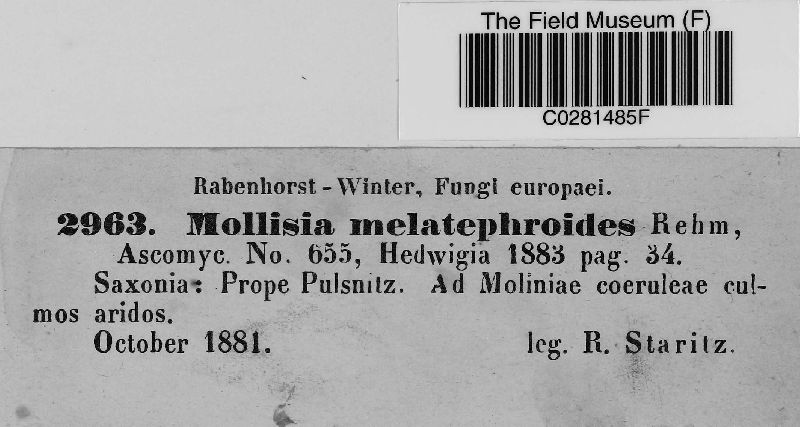 The Field Museum (F)
C0281485F
Rabenhorst - Winter, Fungi europaei.
2963. Mollisia melatephroides Rehm,
Ascomyc. No. 655, Hedwigia 1883 pag. 34.
Saxonia: Prope Pulsnitz. Ad Moliniae coeruleae cul-
mos aridos.
October 1881. leg. R. Staritz.